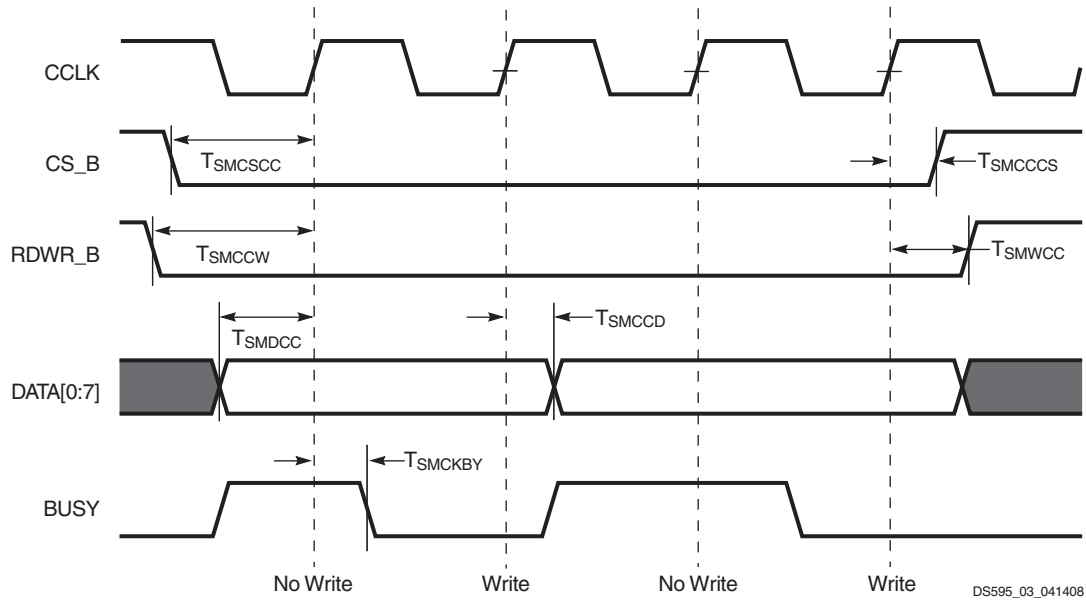 CCLK
CS_B
TSMCSCC
TSMCCCS
RDWR_B
TSMCCW
TSMWCC
TSMDCC
TSMCCD
DATA[0:7]
TSMCKBY
BUSY
No Write
Write
No Write
Write
DS595_03_041408